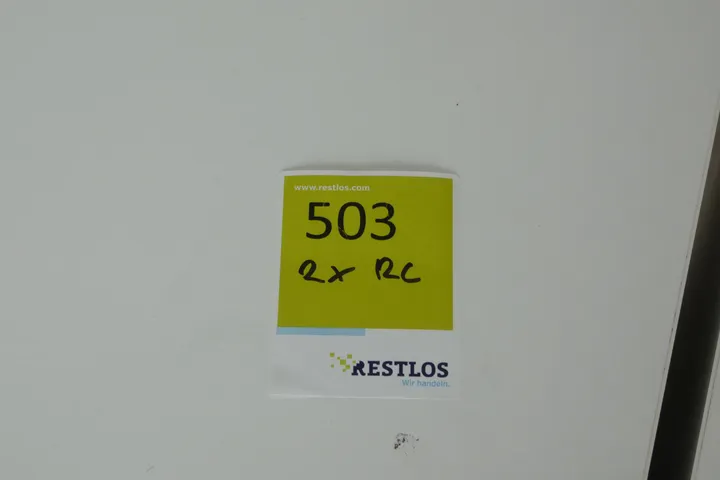 www.restlos.com
503
2x RC
RESTLOS
Wir handeln.